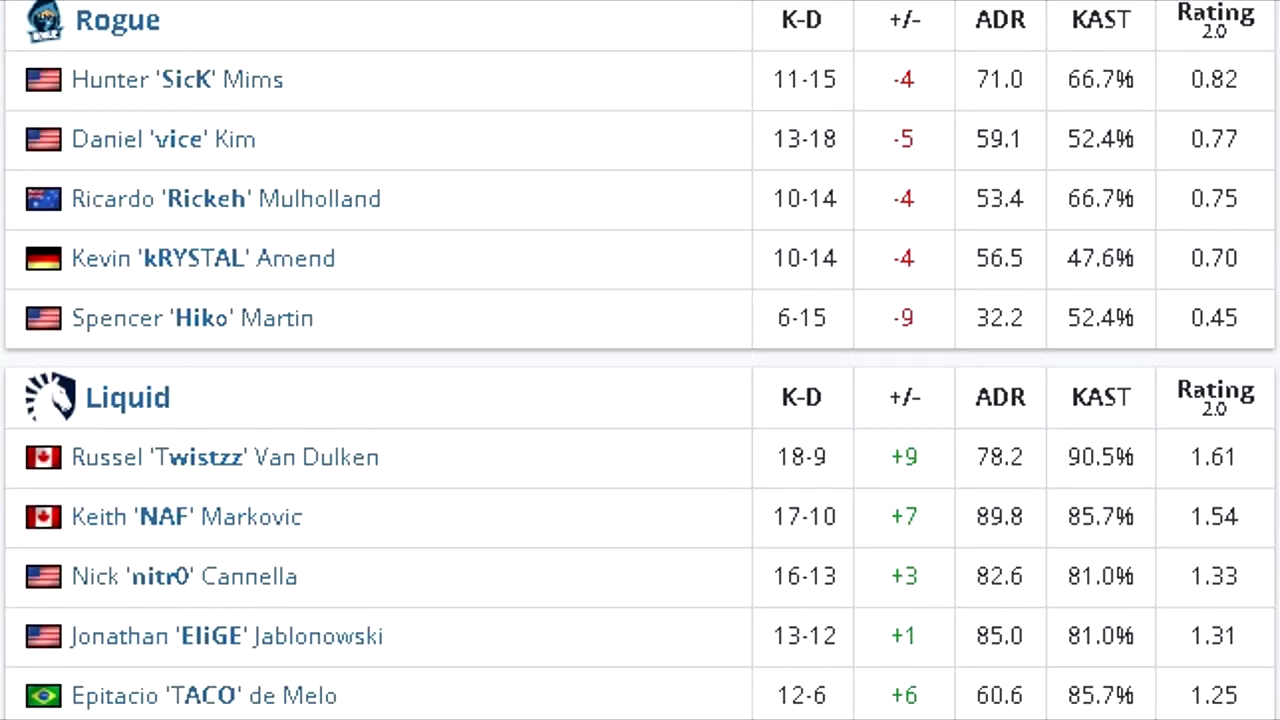 Rogue K-D +/- ADR KAST Rating 2.0
Hunter 'SicK' Mims 11-15 -4 71.0 66.7% 0.82
Daniel 'vice' Kim 13-18 -5 59.1 52.4% 0.77
Ricardo 'Rickeh' Mulholland 10-14 -4 53.4 66.7% 0.75
Kevin 'kRYSTAL' Amend 10-14 -4 56.5 47.6% 0.70
Spencer 'Hiko' Martin 6-15 -9 32.2 52.4% 0.45
Liquid K-D +/- ADR KAST Rating 2.0
Russel 'Twistzz' Van Dulken 18-9 +9 78.2 90.5% 1.61
Keith 'NAF' Markovic 17-10 +7 89.8 85.7% 1.54
Nick 'nitr0' Cannella 16-13 +3 82.6 81.0% 1.33
Jonathan 'EliGE' Jablonowski 13-12 +1 85.0 81.0% 1.31
Epitacio 'TACO' de Melo 12-6 +6 60.6 85.7% 1.25